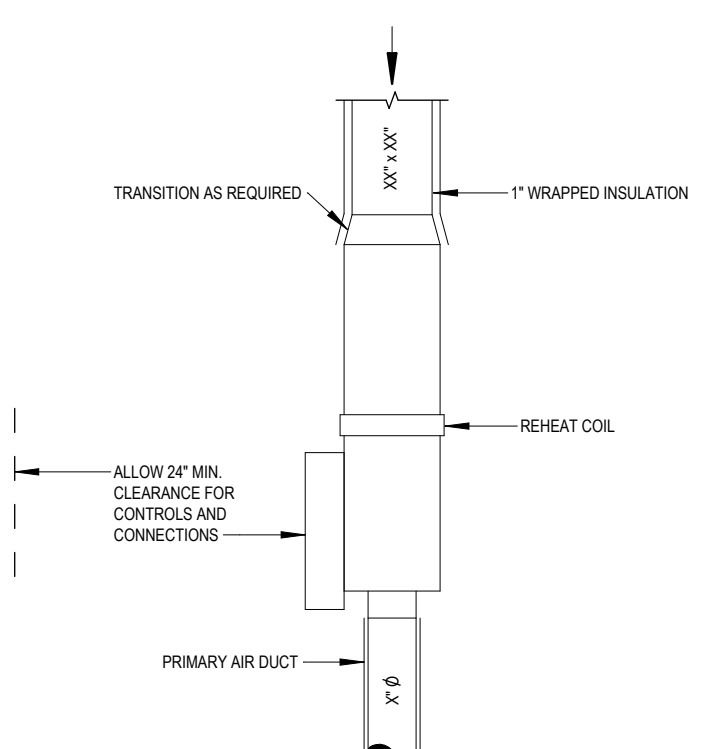 XX" x XX"
TRANSITION AS REQUIRED
1" WRAPPED INSULATION
REHEAT COIL
ALLOW 24" MIN.
CLEARANCE FOR
CONTROLS AND
CONNECTIONS
PRIMARY AIR DUCT
X" Ø